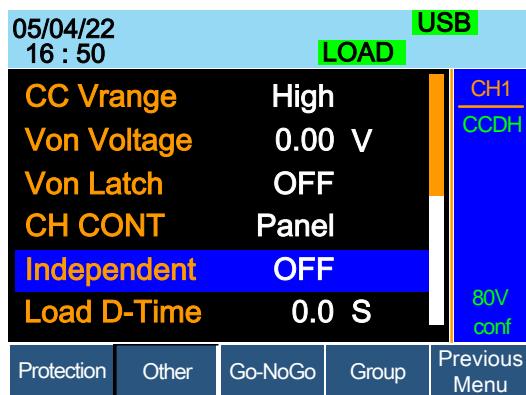 05/04/22 USB
16 : 50 LOAD
CC Vrange High
Von Voltage 0.00 V
Von Latch OFF
CH CONT Panel
Independent OFF
Load D-Time 0.0 S
CH1
CCDH
80V
conf
Protection Other Go-NoGo Group Previous
Menu